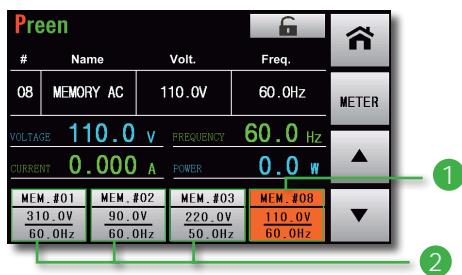 Preen
# Name Volt. Freq.
08 MEMORY AC 110.0V 60.0Hz
METER
VOLTAGE 110.0 V FREQUENCY 60.0 Hz
CURRENT 0.000 A POWER 0.0 W
1
MEM.#01 MEM.#02 MEM.#03 MEM.#08
310.0V 90.0V 220.0V 110.0V
60.0Hz 60.0Hz 50.0Hz 60.0Hz
2